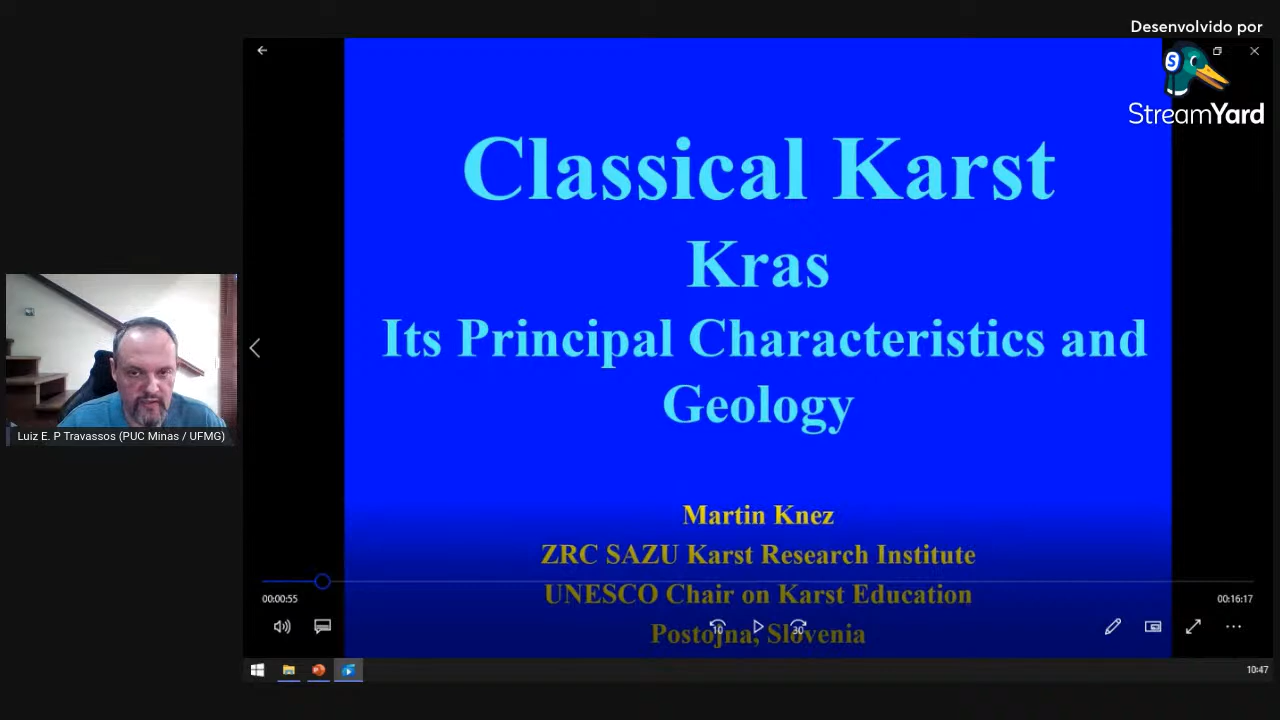 Desenvolvido por
StreamYard
Classical Karst
Kras
Its Principal Characteristics and
Geology
Martin Knez
ZRC SAZU Karst Research Institute
UNESCO Chair on Karst Education
Postojna, Slovenia
Luiz E. P Travassos (PUC Minas / UFMG)
00:00:55
00:16:17
10
30
10:47